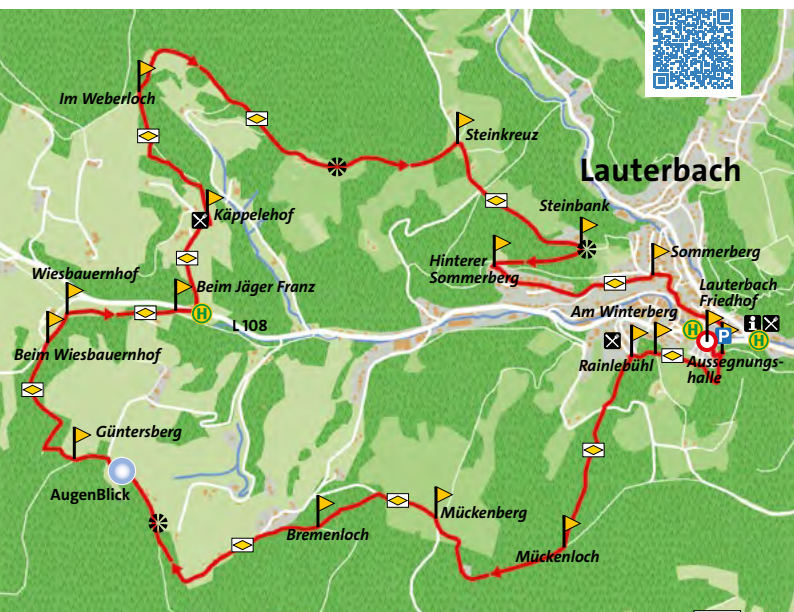 Im Weberloch
Steinkreuz
Lauterbach
Käppelehof
Steinbank
Hinterer
Sommerberg
Sommerberg
Wiesbauernhof
Beim Jäger Franz
Lauterbach
Friedhof
Am Winterberg
H
L 108
H
i
P
H
Beim Wiesbauernhof
Rainlebühl
Aussegnungs-
halle
Güntersberg
AugenBlick
Bremenloch
Mückenberg
Mückenloch